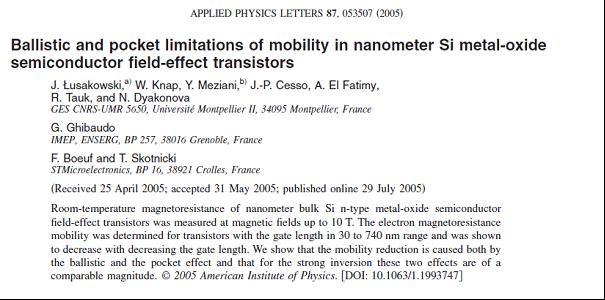 APPLIED PHYSICS LETTERS 87, 053507 (2005)
Ballistic and pocket limitations of mobility in nanometer Si metal-oxide
semiconductor field-effect transistors
J. Łusakowski,a) W. Knap, Y. Meziani,b) J.-P. Cesso, A. El Fatimy,
R. Tauk, and N. Dyakonova
GES CNRS-UMR 5650, Université Montpellier II, 34095 Montpellier, France
G. Ghibaudo
IMEP, ENSERG, BP 257, 38016 Grenoble, France
F. Boeuf and T. Skotnicki
STMicroelectronics, BP 16, 38921 Crolles, France
(Received 25 April 2005; accepted 31 May 2005; published online 29 July 2005)
Room-temperature magnetoresistance of nanometer bulk Si n-type metal-oxide semiconductor
field-effect transistors was measured at magnetic fields up to 10 T. The electron magnetoresistance
mobility was determined for transistors with the gate length in 30 to 740 nm range and was shown
to decrease with decreasing the gate length. We show that the mobility reduction is caused both by
the ballistic and the pocket effect and that for the strong inversion these two effects are of a
comparable magnitude. © 2005 American Institute of Physics. [DOI: 10.1063/1.1993747]